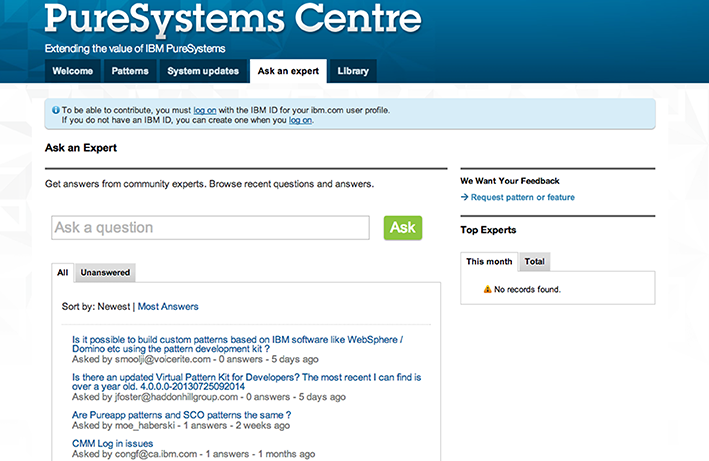 PureSystems Centre
Extending the value of IBM PureSystems
Welcome
Patterns
System updates
Ask an expert
Library
To be able to contribute, you must log on with the IBM ID for your ibm.com user profile.
If you do not have an IBM ID, you can create one when you log on.
Ask an Expert
Get answers from community experts. Browse recent questions and answers.
Ask a question
Ask
All
Unanswered
Sort by: Newest | Most Answers
Is it possible to build custom patterns based on IBM software like WebSphere /
Domino etc using the pattern development kit ?
Asked by smoolji@voicerite.com - 0 answers - 5 days ago
Is there an updated Virtual Pattern Kit for Developers? The most recent I can find is
over a year old. 4.0.0.0-20130725092014
Asked by jfoster@haddonhillgroup.com - 0 answers - 5 days ago
Are Pureapp patterns and SCO patterns the same ?
Asked by moe_haberski - 1 answers - 2 weeks ago
CMM Log in issues
Asked by congf@ca.ibm.com - 1 answers - 1 months ago
We Want Your Feedback
Request pattern or feature
Top Experts
This month
Total
No records found.